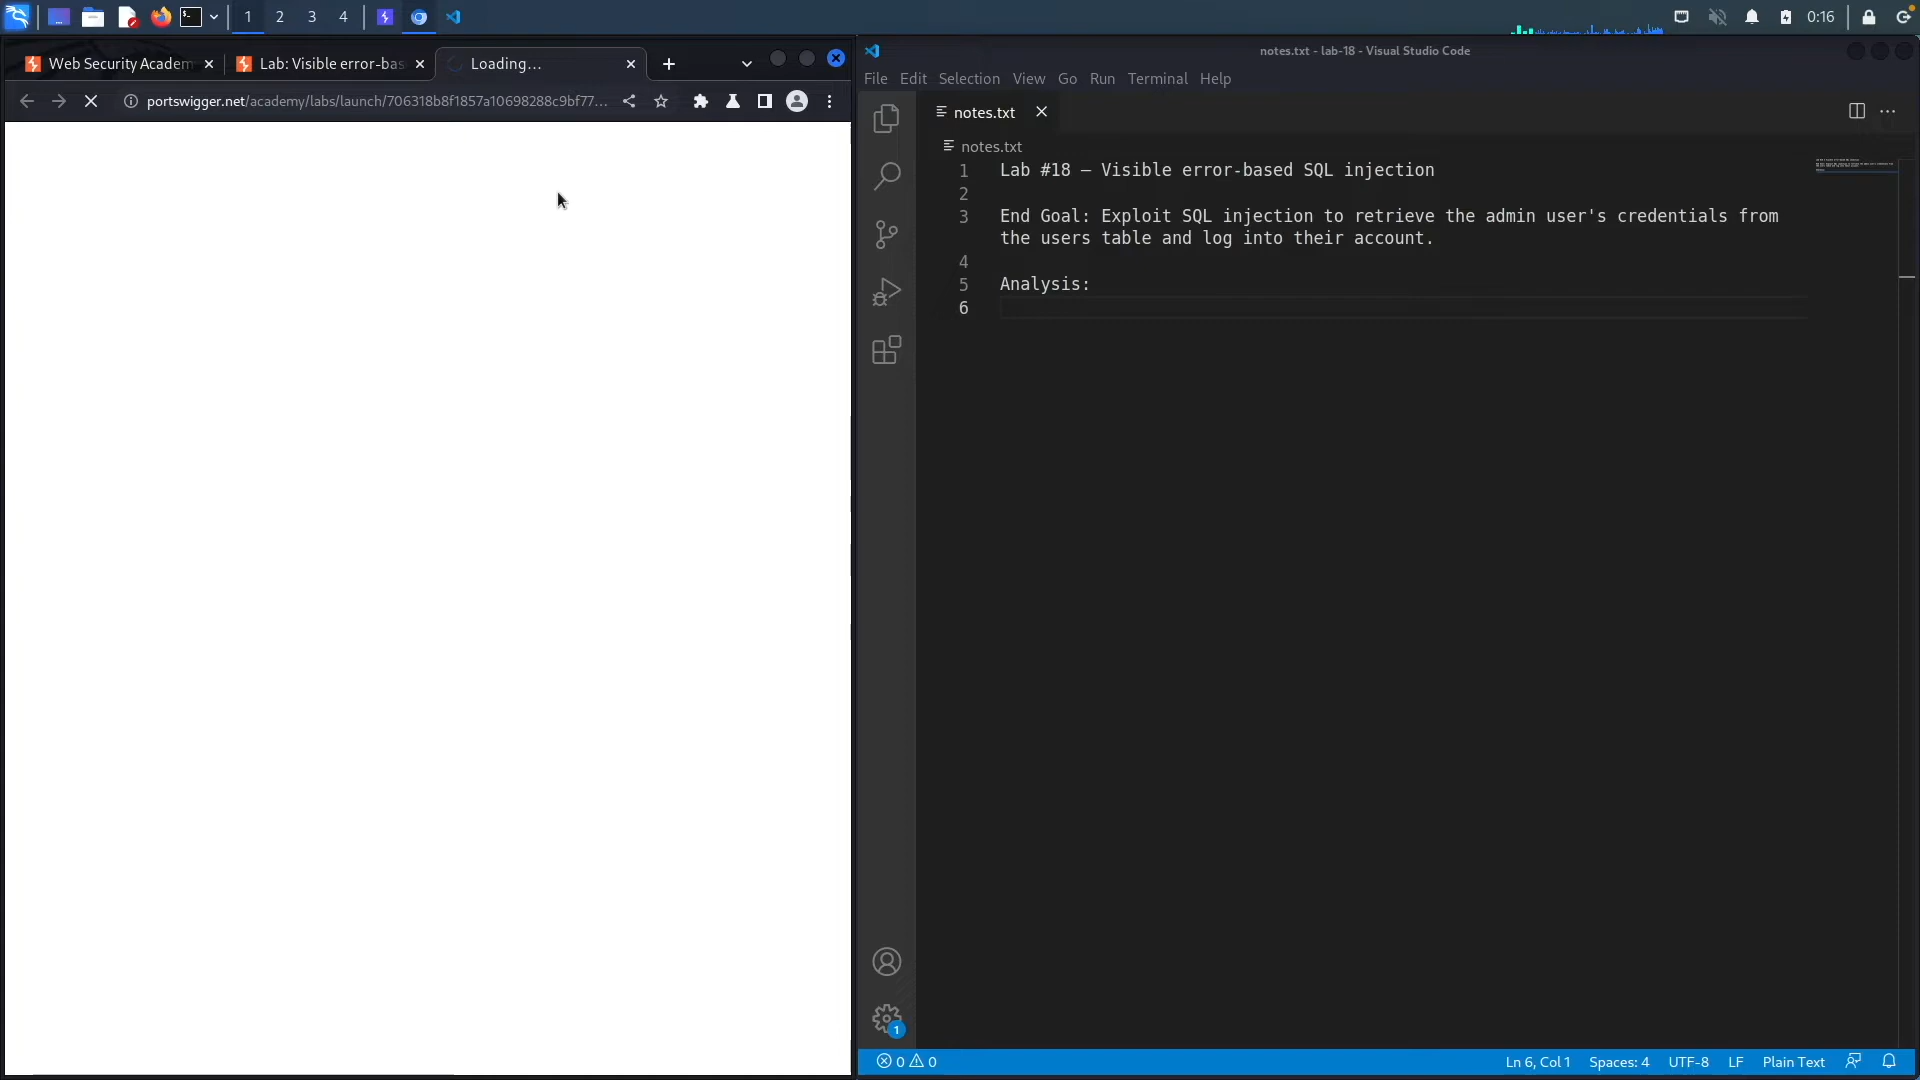 1 2 3 4
0:16
Web Security Academ
Lab: Visible error-bas
Loading...
portswigger.net/academy/labs/launch/706318b8f1857a10698288c9bf77...
notes.txt - lab-18 - Visual Studio Code
File Edit Selection View Go Run Terminal Help
notes.txt
notes.txt
1 Lab #18 – Visible error-based SQL injection
2
3 End Goal: Exploit SQL injection to retrieve the admin user's credentials from
the users table and log into their account.
4
5 Analysis:
6
1
0 0
Ln 6, Col 1 Spaces: 4 UTF-8 LF Plain Text